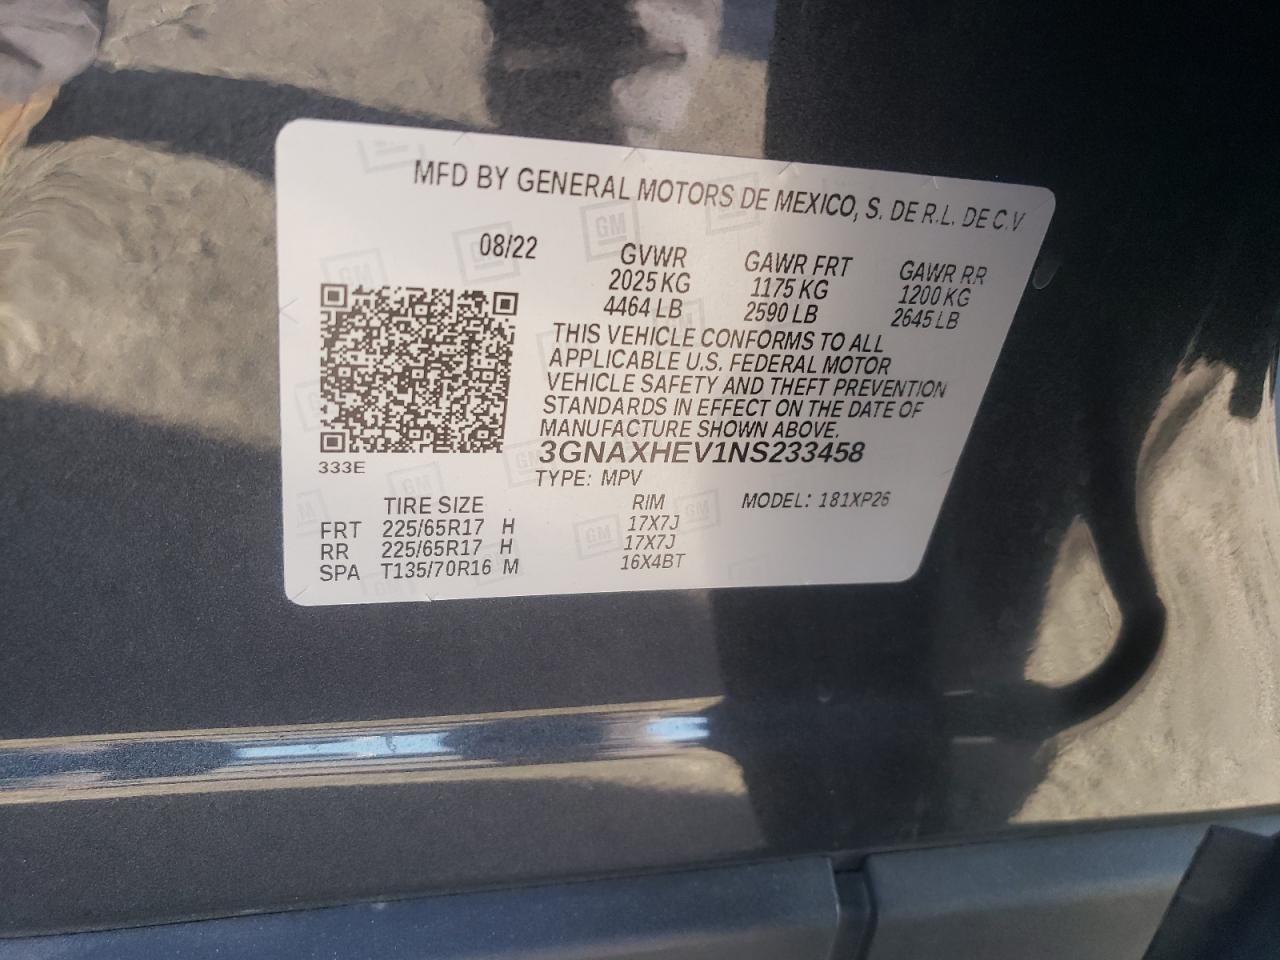 MFD BY GENERAL MOTORS DE MEXICO, S. DE R.L. DE C.V
08/22
GVWR GAWR FRT GAWR RR
2025 KG 1175 KG 1200 KG
4464 LB 2590 LB 2645 LB
THIS VEHICLE CONFORMS TO ALL
APPLICABLE U.S. FEDERAL MOTOR
VEHICLE SAFETY AND THEFT PREVENTION
STANDARDS IN EFFECT ON THE DATE OF
MANUFACTURE SHOWN ABOVE.
3GNAXHEV1NS233458
333E
TYPE: MPV
TIRE SIZE RIM MODEL: 181XP26
FRT 225/65R17 H 17X7J
RR 225/65R17 H 17X7J
SPA T135/70R16 M 16X4BT
GM
GM
GM